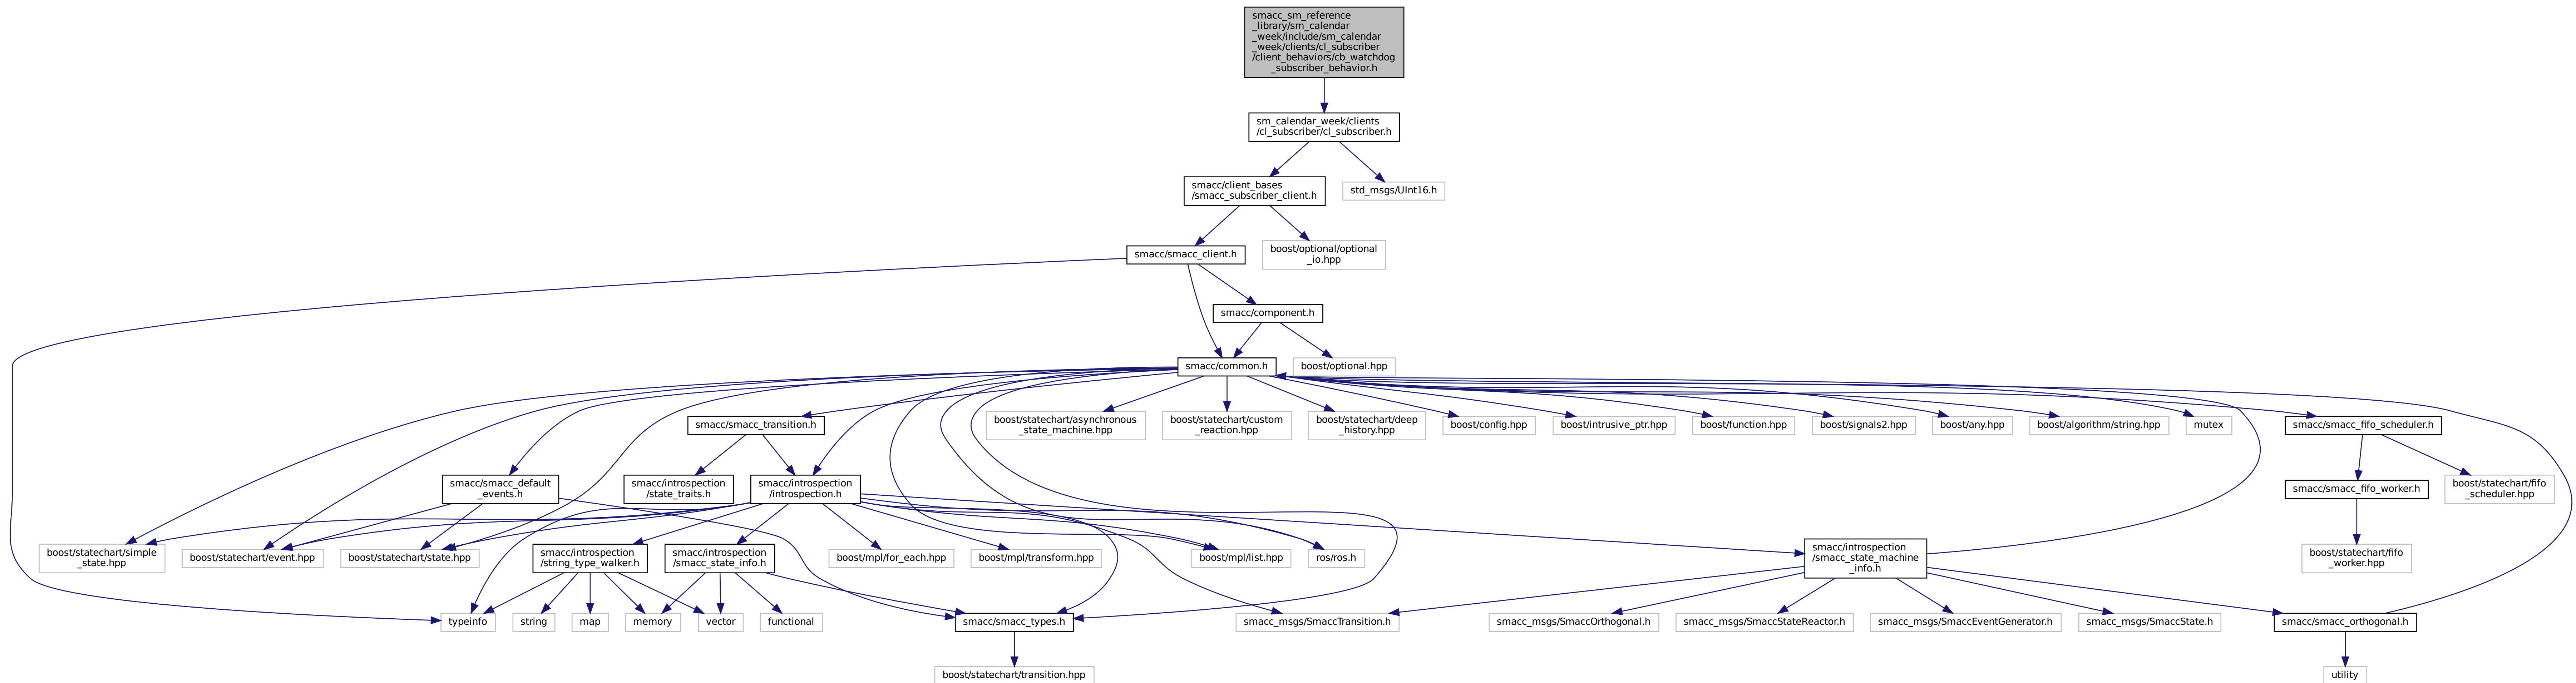 smacc_sm_reference
_library/sm_calendar
_week/include/sm_calendar
_week/clients/cl_subscriber
/client_behaviors/cb_watchdog
_subscriber_behavior.h
sm_calendar_week/clients
/cl_subscriber/cl_subscriber.h
smacc/client_bases
/smacc_subscriber_client.h
std_msgs/UInt16.h
smacc/smacc_client.h
boost/optional/optional
_io.hpp
smacc/component.h
smacc/common.h
boost/optional.hpp
smacc/smacc_transition.h
boost/statechart/asynchronous
_state_machine.hpp
boost/statechart/custom
_reaction.hpp
boost/statechart/deep
_history.hpp
boost/config.hpp
boost/intrusive_ptr.hpp
boost/function.hpp
boost/signals2.hpp
boost/any.hpp
boost/algorithm/string.hpp
mutex
smacc/smacc_fifo_scheduler.h
smacc/smacc_default
_events.h
smacc/introspection
/state_traits.h
smacc/introspection
/introspection.h
smacc/smacc_fifo_worker.h
boost/statechart/fifo
_scheduler.hpp
boost/statechart/simple
_state.hpp
boost/statechart/event.hpp
boost/statechart/state.hpp
smacc/introspection
/string_type_walker.h
smacc/introspection
/smacc_state_info.h
boost/mpl/for_each.hpp
boost/mpl/transform.hpp
boost/mpl/list.hpp
ros/ros.h
smacc/introspection
/smacc_state_machine
_info.h
boost/statechart/fifo
_worker.hpp
typeinfo
string
map
memory
vector
functional
smacc/smacc_types.h
smacc_msgs/SmaccTransition.h
smacc_msgs/SmaccOrthogonal.h
smacc_msgs/SmaccStateReactor.h
smacc_msgs/SmaccEventGenerator.h
smacc_msgs/SmaccState.h
smacc/smacc_orthogonal.h
boost/statechart/transition.hpp
utility